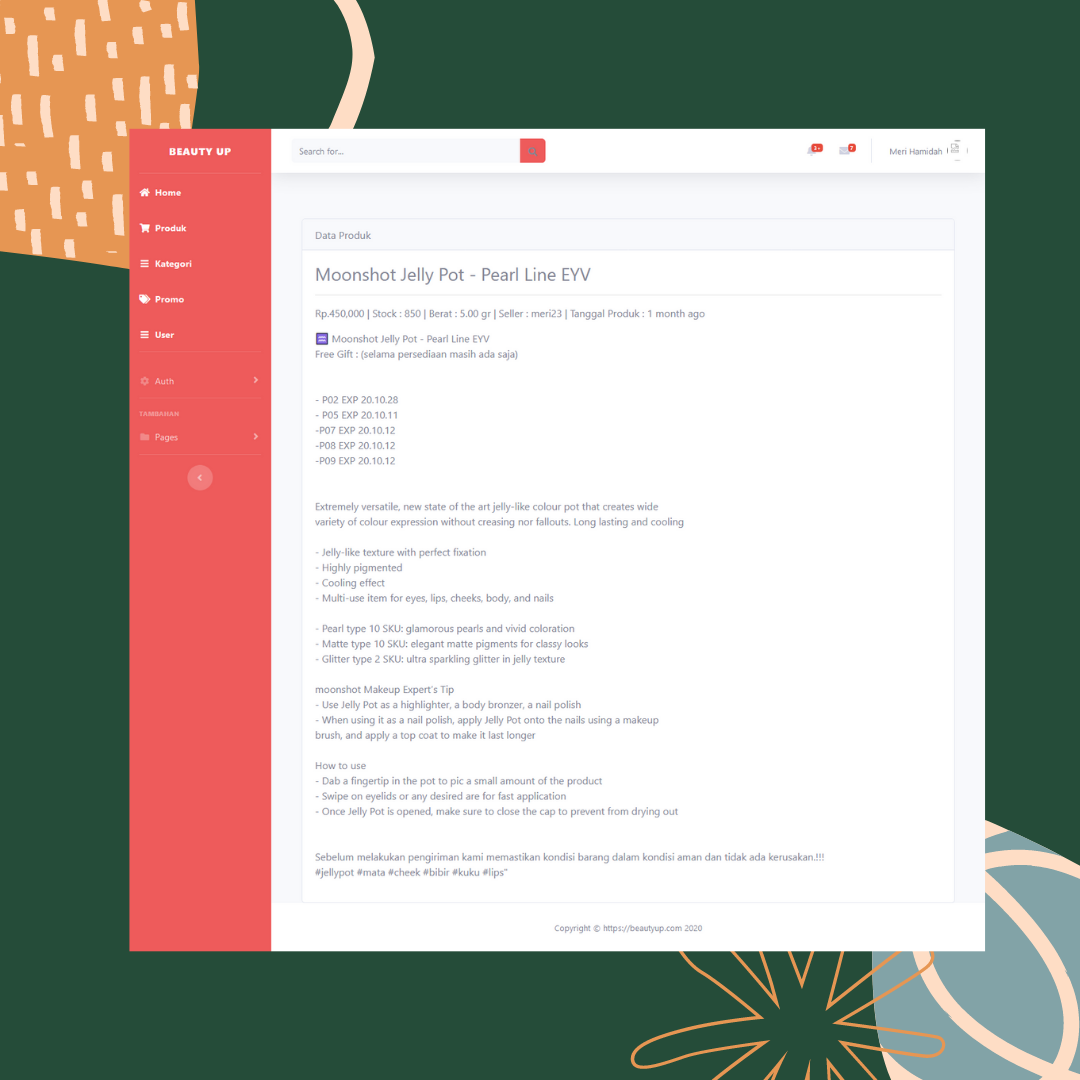 BEAUTY UP
Home
Produk
Kategori
Promo
User
Auth
TAMBAHAN
Pages
Search for...
3+
7
Meri Hamidah
Data Produk
Moonshot Jelly Pot - Pearl Line EYV
Rp.450,000 | Stock : 850 | Berat : 5.00 gr | Seller : meri23 | Tanggal Produk : 1 month ago
Moonshot Jelly Pot - Pearl Line EYV
Free Gift : (selama persediaan masih ada saja)
- P02 EXP 20.10.28
- P05 EXP 20.10.11
-P07 EXP 20.10.12
-P08 EXP 20.10.12
-P09 EXP 20.10.12
Extremely versatile, new state of the art jelly-like colour pot that creates wide
variety of colour expression without creasing nor fallouts. Long lasting and cooling
- Jelly-like texture with perfect fixation
- Highly pigmented
- Cooling effect
- Multi-use item for eyes, lips, cheeks, body, and nails
- Pearl type 10 SKU: glamorous pearls and vivid coloration
- Matte type 10 SKU: elegant matte pigments for classy looks
- Glitter type 2 SKU: ultra sparkling glitter in jelly texture
moonshot Makeup Expert's Tip
- Use Jelly Pot as a highlighter, a body bronzer, a nail polish
- When using it as a nail polish, apply Jelly Pot onto the nails using a makeup
brush, and apply a top coat to make it last longer
How to use
- Dab a fingertip in the pot to pic a small amount of the product
- Swipe on eyelids or any desired are for fast application
- Once Jelly Pot is opened, make sure to close the cap to prevent from drying out
Sebelum melakukan pengiriman kami memastikan kondisi barang dalam kondisi aman dan tidak ada kerusakan.!!!
#jellypot #mata #cheek #bibir #kuku #lips"
Copyright © https://beautyup.com 2020